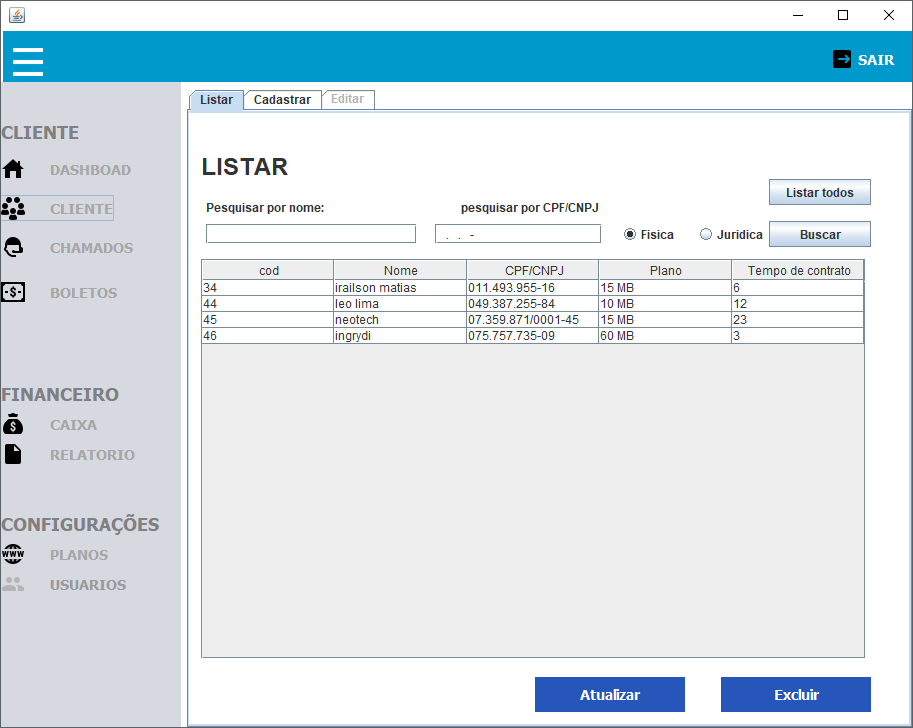 SAIR
CLIENTE
DASHBOAD
CLIENTE
CHAMADOS
BOLETOS
FINANCEIRO
CAIXA
RELATORIO
CONFIGURAÇÕES
WWW PLANOS
USUARIOS
Listar Cadastrar Editar
LISTAR
Listar todos
Pesquisar por nome: pesquisar por CPF/CNPJ
. . - Fisica Juridica Buscar
cod Nome CPF/CNPJ Plano Tempo de contrato
34 irailson matias 011.493.955-16 15 MB 6
44 leo lima 049.387.255-84 10 MB 12
45 neotech 07.359.871/0001-45 15 MB 23
46 ingrydi 075.757.735-09 60 MB 3
Atualizar Excluir